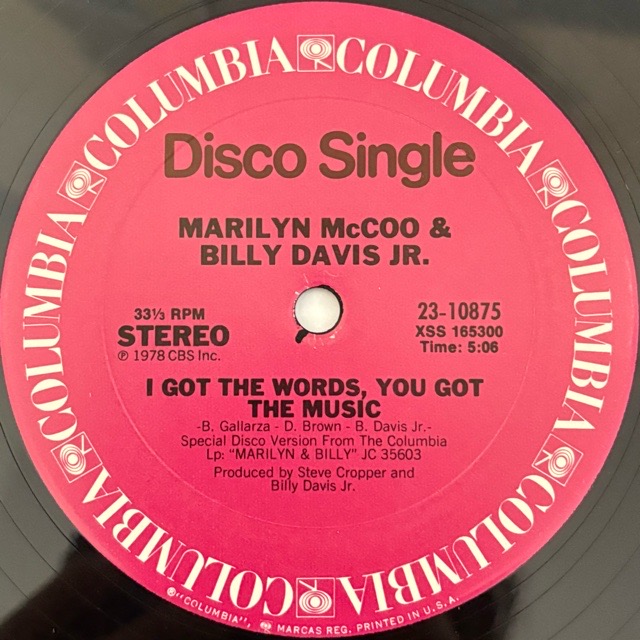 COLUMBIA COLUMBIA COLUMBIA COLUMBIA COLUMBIA COLUMBIA COLUMBIA COLUMBIA
Disco Single
MARILYN McCOO &
BILLY DAVIS JR.
33⅓ RPM
STEREO
℗ 1978 CBS Inc.
23-10875
XSS 165300
Time: 5:06
I GOT THE WORDS, YOU GOT
THE MUSIC
-B. Gallarza - D. Brown - B. Davis Jr.-
Special Disco Version From The Columbia
Lp: "MARILYN & BILLY" JC 35603
Produced by Steve Cropper and
Billy Davis Jr.
®"COLUMBIA", MARCAS REG. PRINTED IN U.S.A.